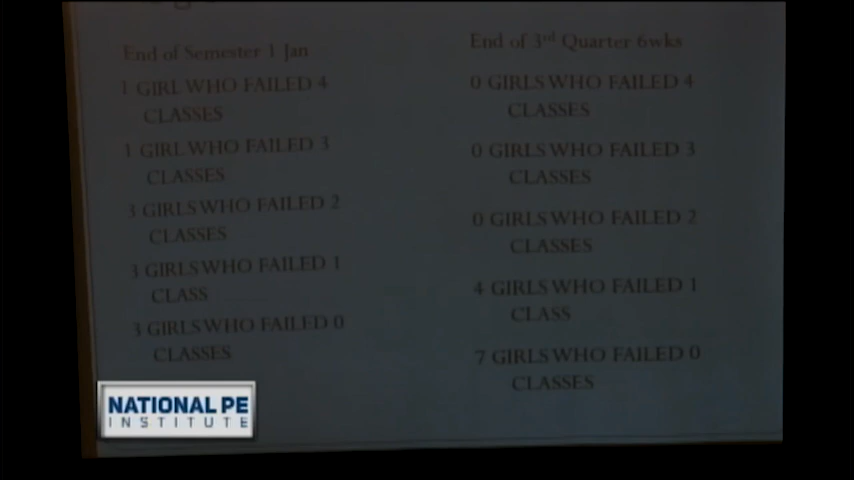 End of Semester 1 Jan
1 GIRL WHO FAILED 4
CLASSES
1 GIRL WHO FAILED 3
CLASSES
3 GIRLS WHO FAILED 2
CLASSES
3 GIRLS WHO FAILED 1
CLASS
3 GIRLS WHO FAILED 0
CLASSES
End of 3rd Quarter 6wks
0 GIRLS WHO FAILED 4
CLASSES
0 GIRLS WHO FAILED 3
CLASSES
0 GIRLS WHO FAILED 2
CLASSES
4 GIRLS WHO FAILED 1
CLASS
7 GIRLS WHO FAILED 0
CLASSES
NATIONAL PE
INSTITUTE